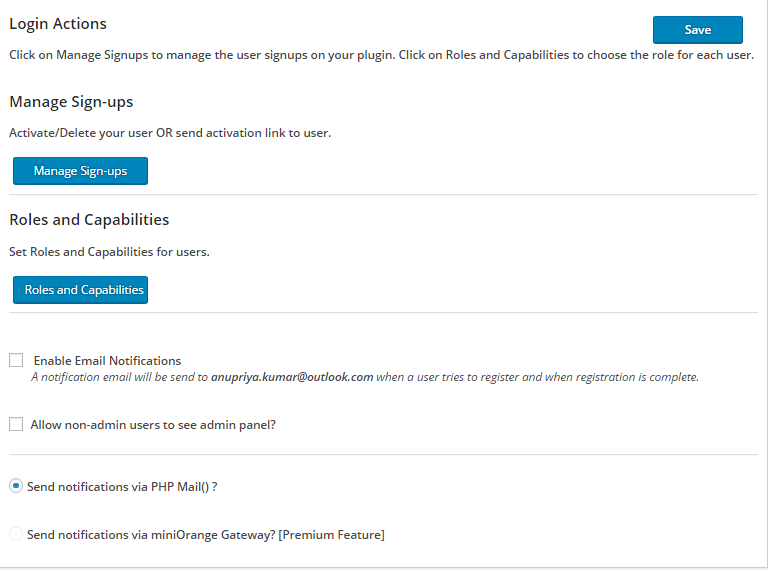 Login Actions
Save
Click on Manage Signups to manage the user signups on your plugin. Click on Roles and Capabilities to choose the role for each user.
Manage Sign-ups
Activate/Delete your user OR send activation link to user.
Manage Sign-ups
Roles and Capabilities
Set Roles and Capabilities for users.
Roles and Capabilities
Enable Email Notifications
A notification email will be send to anupriya.kumar@outlook.com when a user tries to register and when registration is complete.
Allow non-admin users to see admin panel?
Send notifications via PHP Mail() ?
Send notifications via miniOrange Gateway? [Premium Feature]